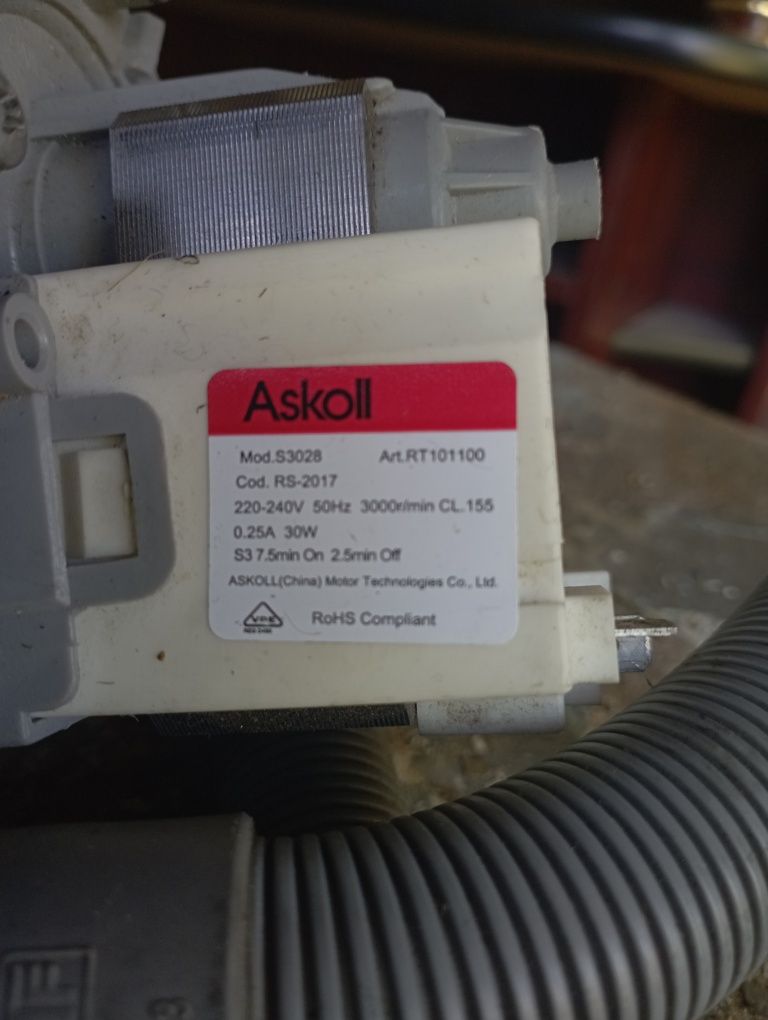 Askoll
Mod.S3028 Art.RT101100
Cod. RS-2017
220-240V 50Hz 3000r/min CL.155
0.25A 30W
S3 7.5min On 2.5min Off
ASKOLL(China) Motor Technologies Co., Ltd.
RoHS Compliant